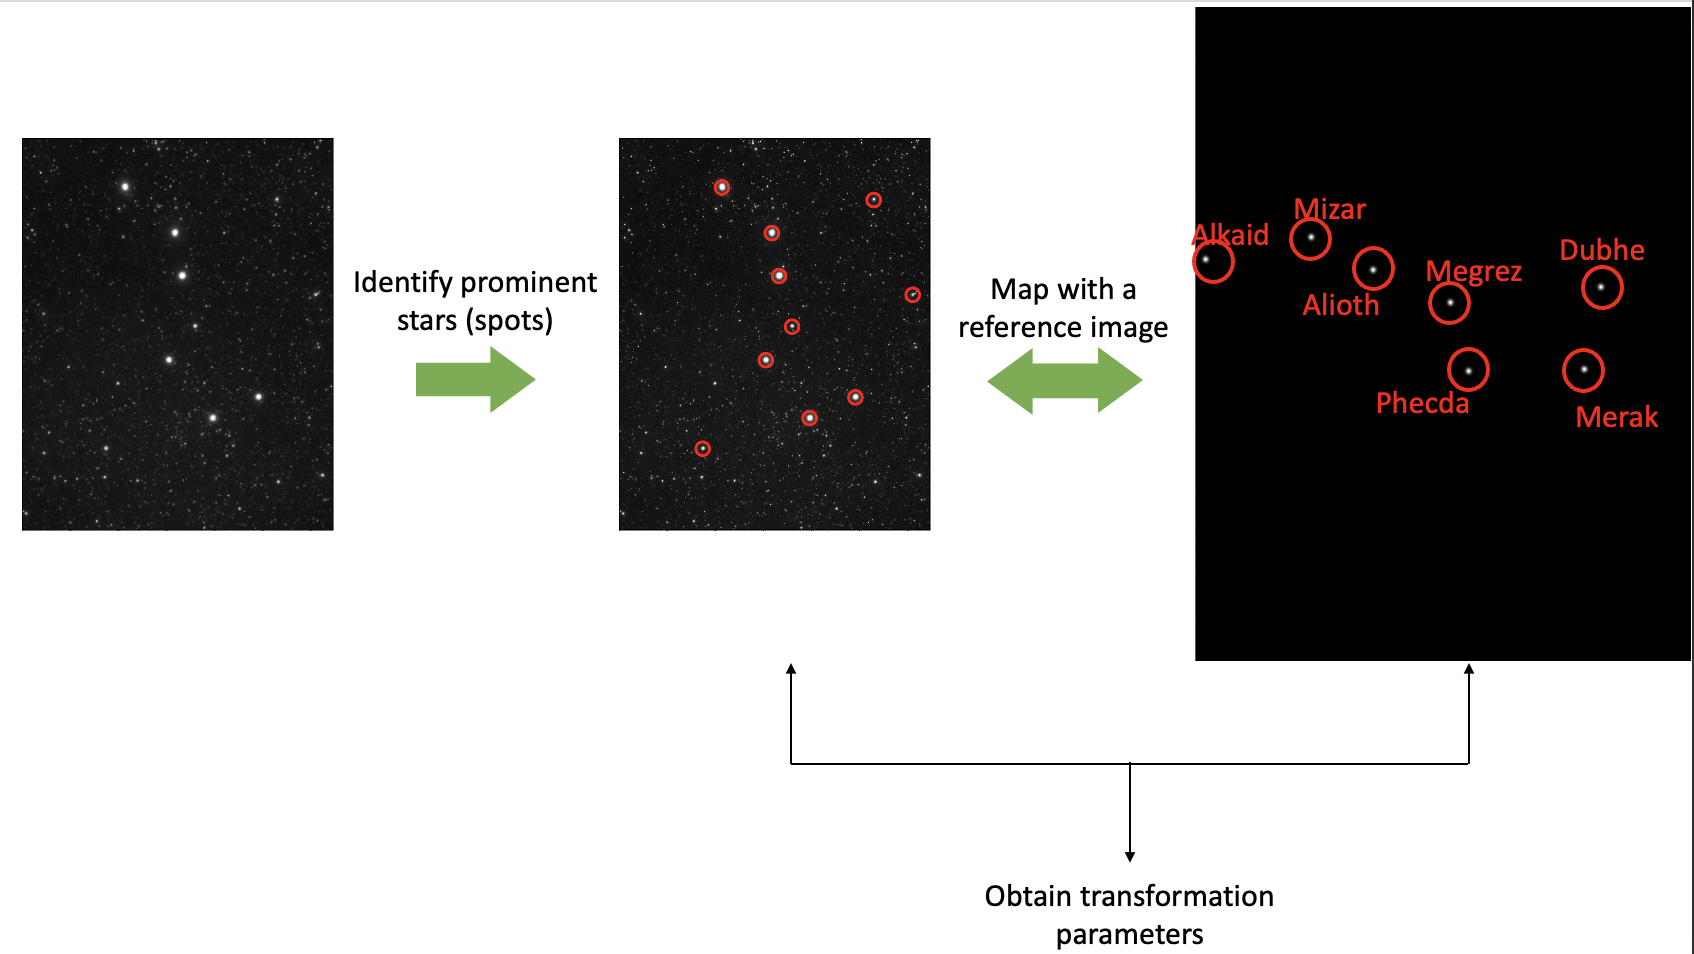 Identify prominent
stars (spots)
Map with a
reference image
Alkaid
Mizar
Alioth
Megrez
Dubhe
Phecda
Merak
Obtain transformation
parameters